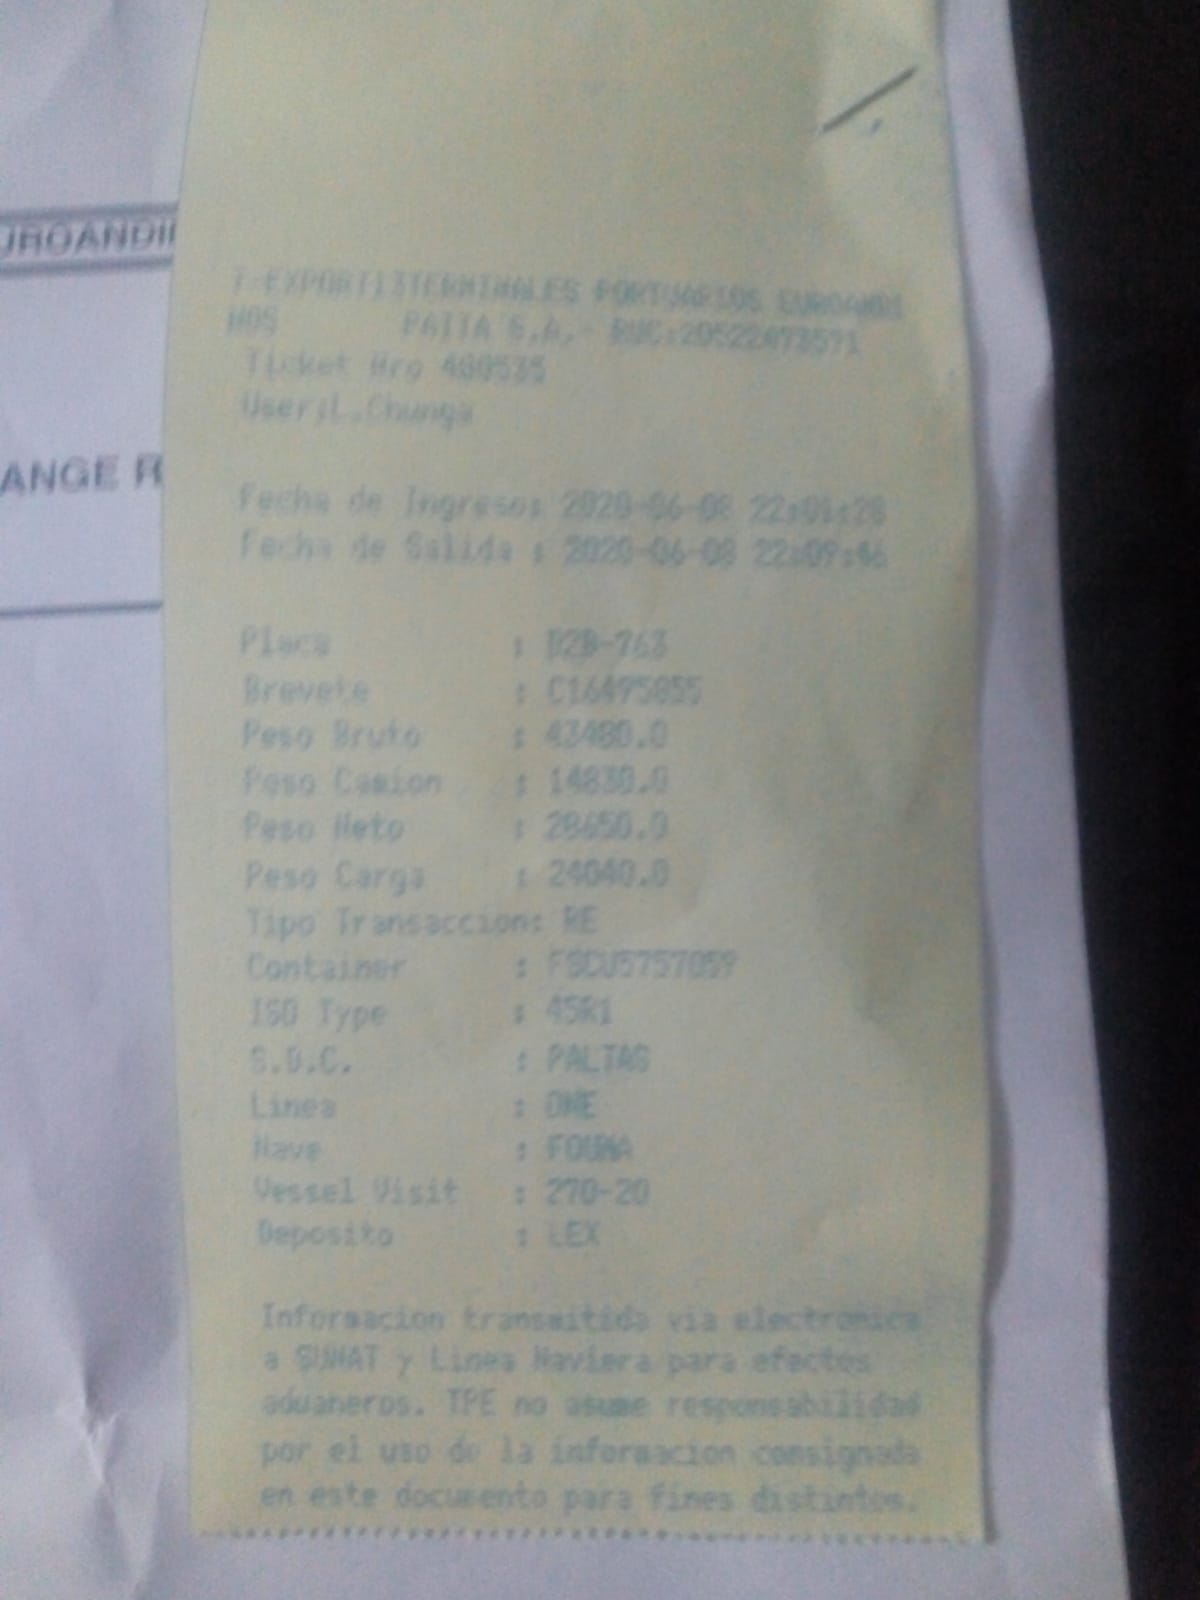 UROANDI
ANGE R
T-EXPORT13TERMINALES PORTUARIOS EUROANDI
NOS PAITA S.A.- RUC:20522473571
Ticket Nro 480535
User:L.Chunga
Fecha de Ingreso: 2020-06-08 22:01:28
Fecha de Salida : 2020-06-08 22:09:46
Placa : D2B-763
Brevete : C16495855
Peso Bruto : 43480.0
Peso Camion : 14830.0
Peso Neto : 28650.0
Peso Carga : 24040.0
Tipo Transaccion: RE
Container : FSCU5757059
ISO Type : 45R1
S.D.C. : PALTAS
Linea : ONE
Nave : FOUMA
Vessel Visit : 270-20
Deposito : LEX
Informacion transmitida via electronica
a SUNAT y Linea Naviera para efectos
aduaneros. TPE no asume responsabilidad
por el uso de la informacion consignada
en este documento para fines distintos.